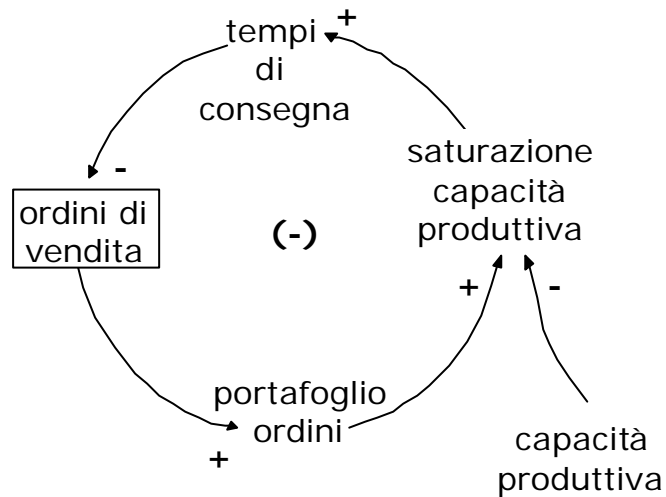 +
tempi
di
consegna
saturazione
capacità
produttiva
-
ordini di
vendita
(-)
+
-
portafoglio
ordini
+
capacità
produttiva